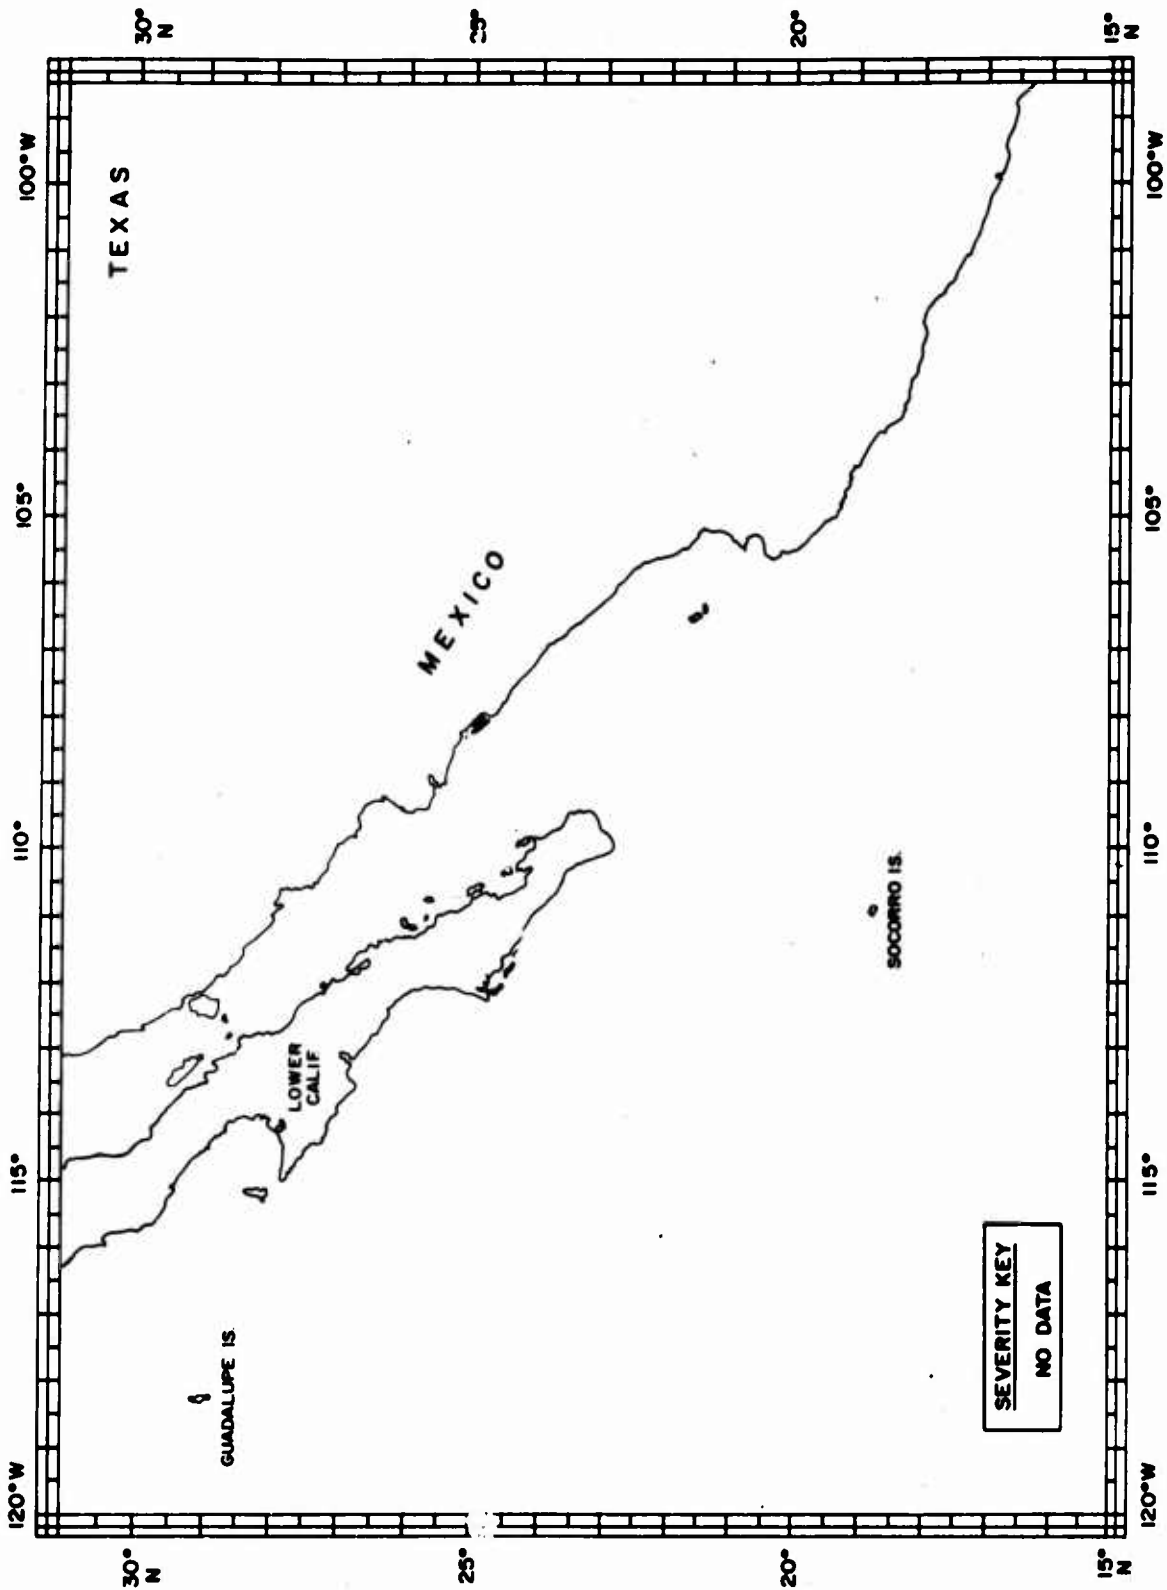 120°W 115° 110° 105° 100°W
30° N
30° N
TEXAS
GUADALUPE IS.
LOWER
CALIF
MEXICO
25°
25°
SOCORRO IS.
20°
20°
SEVERITY KEY
NO DATA
15° N
15° N
120°W 115° 110° 105° 100°W